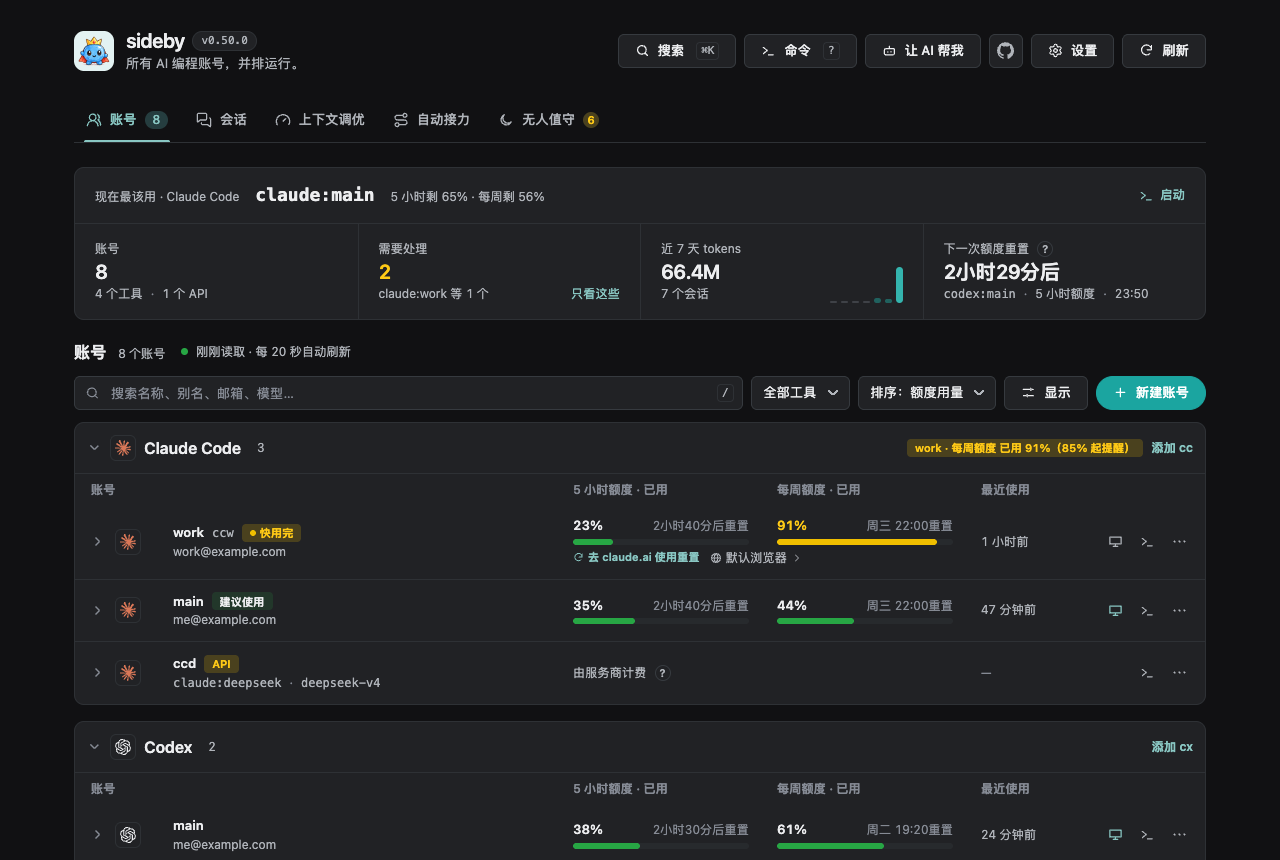 sideby v0.50.0
所有 AI 编程账号，并排运行。
搜索 ⌘K
命令 ?
让 AI 帮我
设置
刷新
账号 8
会话
上下文调优
自动接力
无人值守 6
现在最该用 · Claude Code claude:main 5 小时剩 65% · 每周剩 56%
启动
账号
8
4 个工具 · 1 个 API
需要处理
2
claude:work 等 1 个 只看这些
近 7 天 tokens
66.4M
7 个会话
下一次额度重置 ?
2小时29分后
codex:main · 5 小时额度 · 23:50
账号 8 个账号 刚刚读取 · 每 20 秒自动刷新
搜索名称、别名、邮箱、模型... /
全部工具
排序：额度用量
显示
新建账号
Claude Code 3
work · 每周额度 已用 91%（85% 起提醒） 添加 cc
账号 5 小时额度 · 已用 每周额度 · 已用 最近使用
work ccw 快用完
work@example.com
23% 2小时40分后重置
去 claude.ai 使用重置 默认浏览器
91% 周三 22:00重置
1 小时前
main 建议使用
me@example.com
35% 2小时40分后重置
44% 周三 22:00重置
47 分钟前
ccd API
claude:deepseek · deepseek-v4
由服务商计费 ?
—
Codex 2
添加 cx
账号 5 小时额度 · 已用 每周额度 · 已用 最近使用
main
me@example.com
38% 2小时30分后重置
61% 周二 19:20重置
24 分钟前